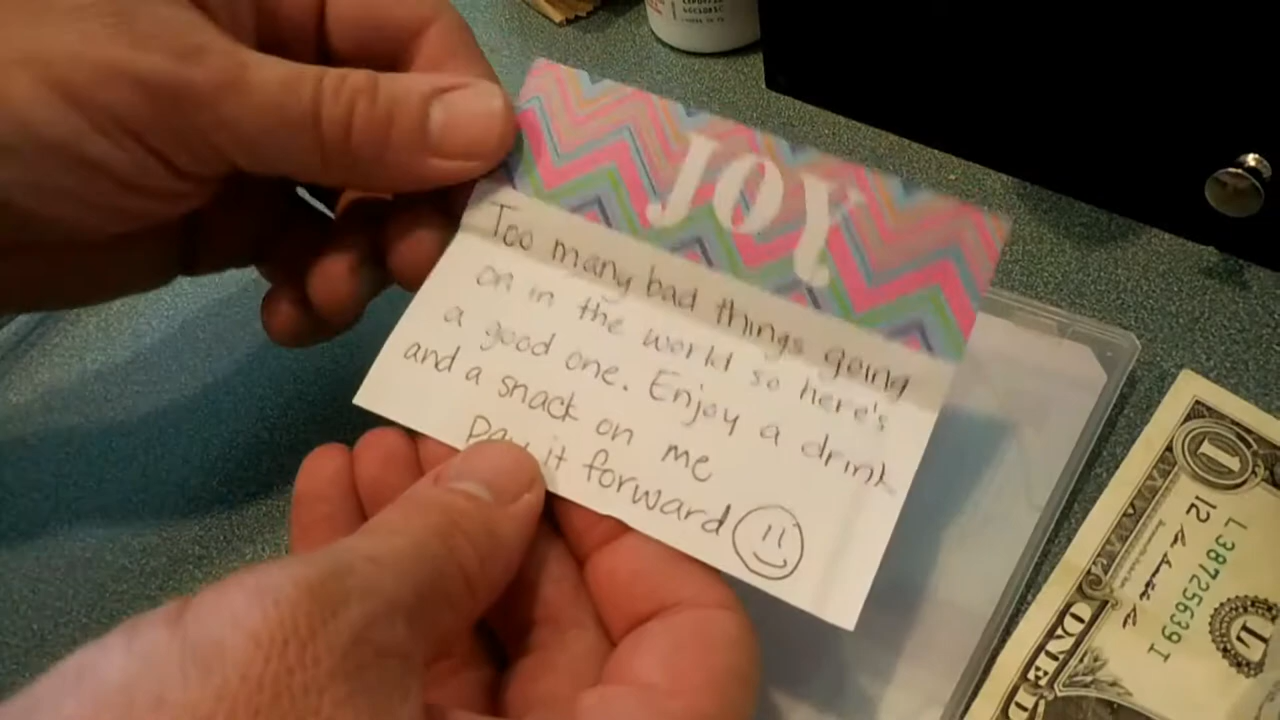 JOY
Too many bad things going
on in the world so here's
a good one. Enjoy a drink
and a snack on me
Pay it forward
1
12
L38725639I
L
ONE